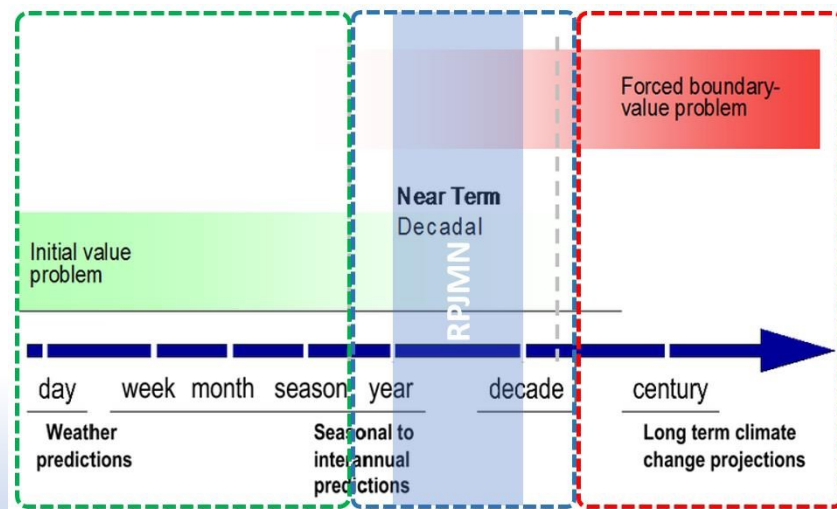 Forced boundary-
value problem
Near Term
Decadal
Initial value
problem
RPJMN
day week month season year decade century
Weather
predictions
Seasonal to
interannual
predictions
Long term climate
change projections